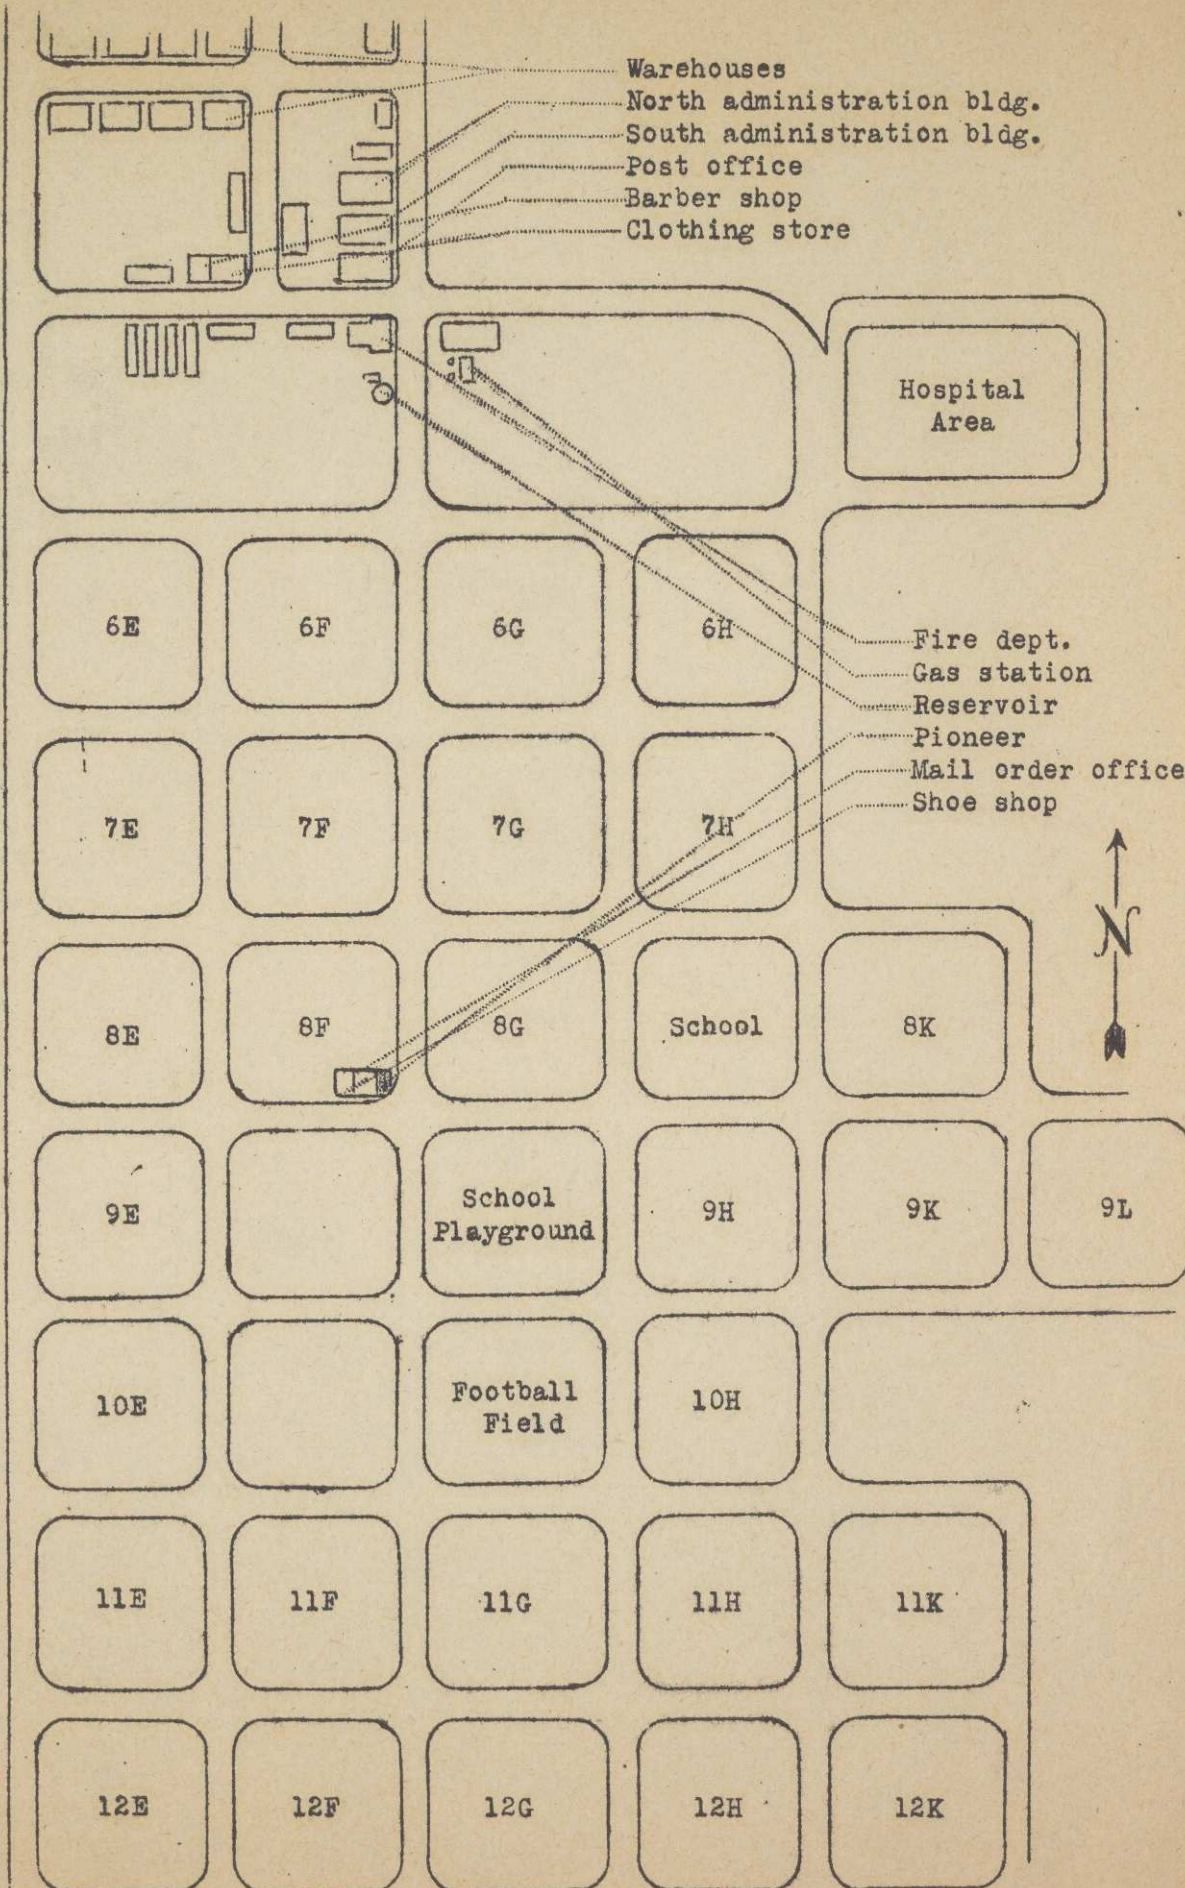 Warehouses
North administration bldg.
South administration bldg.
Post office
Barber shop
Clothing store
Hospital
Area
6E
6F
6G
6H
Fire dept.
Gas station
Reservoir
Pioneer
Mail order office
Shoe shop
7E
7F
7G
7H
N
8E
8F
8G
School
8K
9E
School
Playground
9H
9K
9L
10E
Football
Field
10H
11E
11F
11G
11H
11K
12E
12F
12G
12H
12K